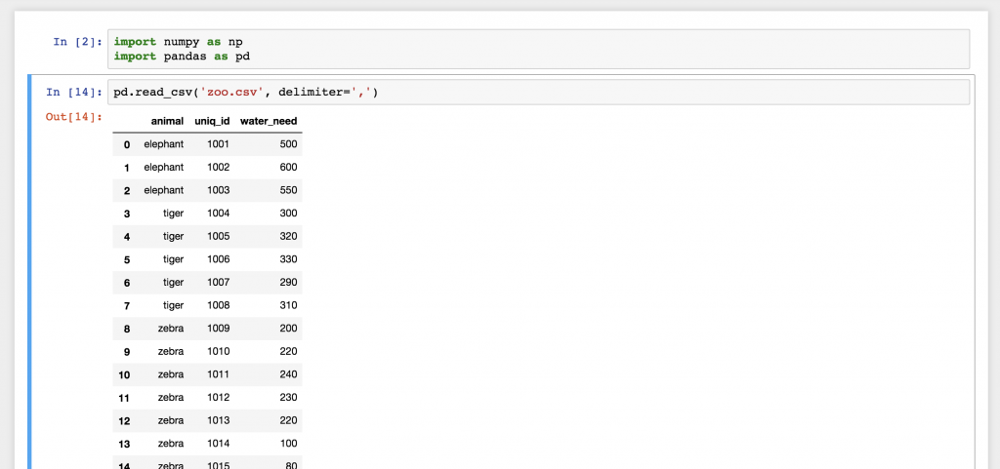 In [2]: import numpy as np
import pandas as pd
In [14]: pd.read_csv('zoo.csv', delimiter=',')
Out[14]:
animal uniq_id water_need
0 elephant 1001 500
1 elephant 1002 600
2 elephant 1003 550
3 tiger 1004 300
4 tiger 1005 320
5 tiger 1006 330
6 tiger 1007 290
7 tiger 1008 310
8 zebra 1009 200
9 zebra 1010 220
10 zebra 1011 240
11 zebra 1012 230
12 zebra 1013 220
13 zebra 1014 100
14 zebra 1015 80